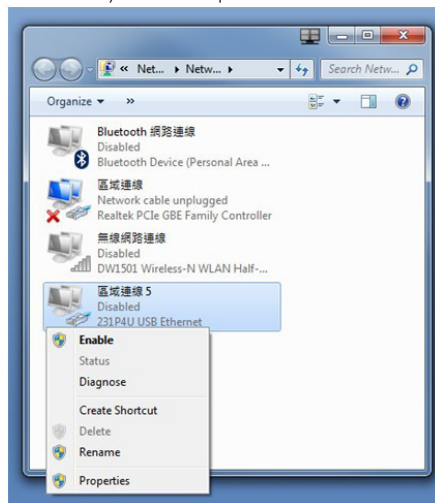 Net... Netw...
Search Netw...
Organize
»
Bluetooth 網路連線
Disabled
Bluetooth Device (Personal Area ...
區域連線
Network cable unplugged
Realtek PCIe GBE Family Controller
無線網路連線
Disabled
DW1501 Wireless-N WLAN Half-...
區域連線 5
Disabled
231P4U USB Ethernet
Enable
Status
Diagnose
Create Shortcut
Delete
Rename
Properties